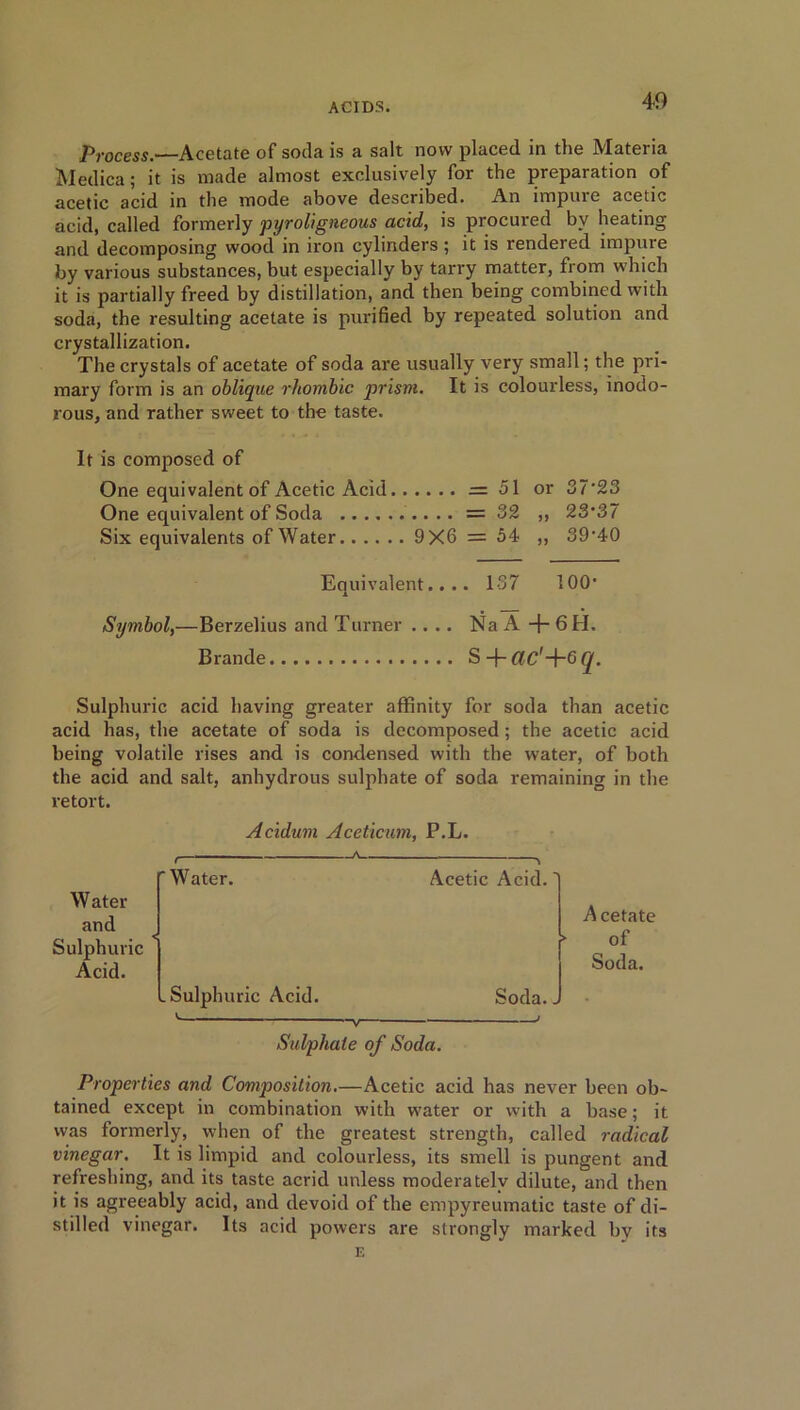 ACIDS. 49
Process.—Acetate of soda is a salt now placed in the Materia
Medica; it is made almost exclusively for the preparation of
acetic acid in the mode above described. An impure acetic
acid, called formerly pyroligneous acid, is procured by heating
and decomposing wood in iron cylinders; it is rendered impure
by various substances, but especially by tarry matter, from which
it is partially freed by distillation, and then being combined with
soda, the resulting acetate is purified by repeated solution and
crystallization.
The crystals of acetate of soda are usually very small; the pri-
mary form is an oblique rhombic prism. It is colourless, inodo-
rous, and rather sweet to the taste.
It is composed of
One equivalent of Acetic Acid...... = 51 or 37·23
One equivalent of Soda .......... = 32 „ 23·37
Six equivalents of Water...... 9X6 = 54 „ 39·40
Equivalent.... 137 100·
Symbol,—Berzelius and Turner .... Ṅa A̅ + 6Ḣ.
Brande................. S + ac'+6q.
Sulphuric acid having greater affinity for soda than acetic
acid has, the acetate of soda is decomposed; the acetic acid
being volatile rises and is condensed with the water, of both
the acid and salt, anhydrous sulphate of soda remaining in the
retort.
Acidum Aceticum, P.L.
Water. Acetic Acid.
Water
and
Sulphuric
Acid.
Acetate
of
Soda.
Sulphuric Acid. Soda.
Sulphate of Soda.
Properties and Composition.—Acetic acid has never been ob-
tained except in combination with water or with a base; it
was formerly, when of the greatest strength, called radical
vinegar. It is limpid and colourless, its smell is pungent and
refreshing, and its taste acrid unless moderately dilute, and then
it is agreeably acid, and devoid of the empyreumatic taste of di-
stilled vinegar. Its acid powers are strongly marked by its
E